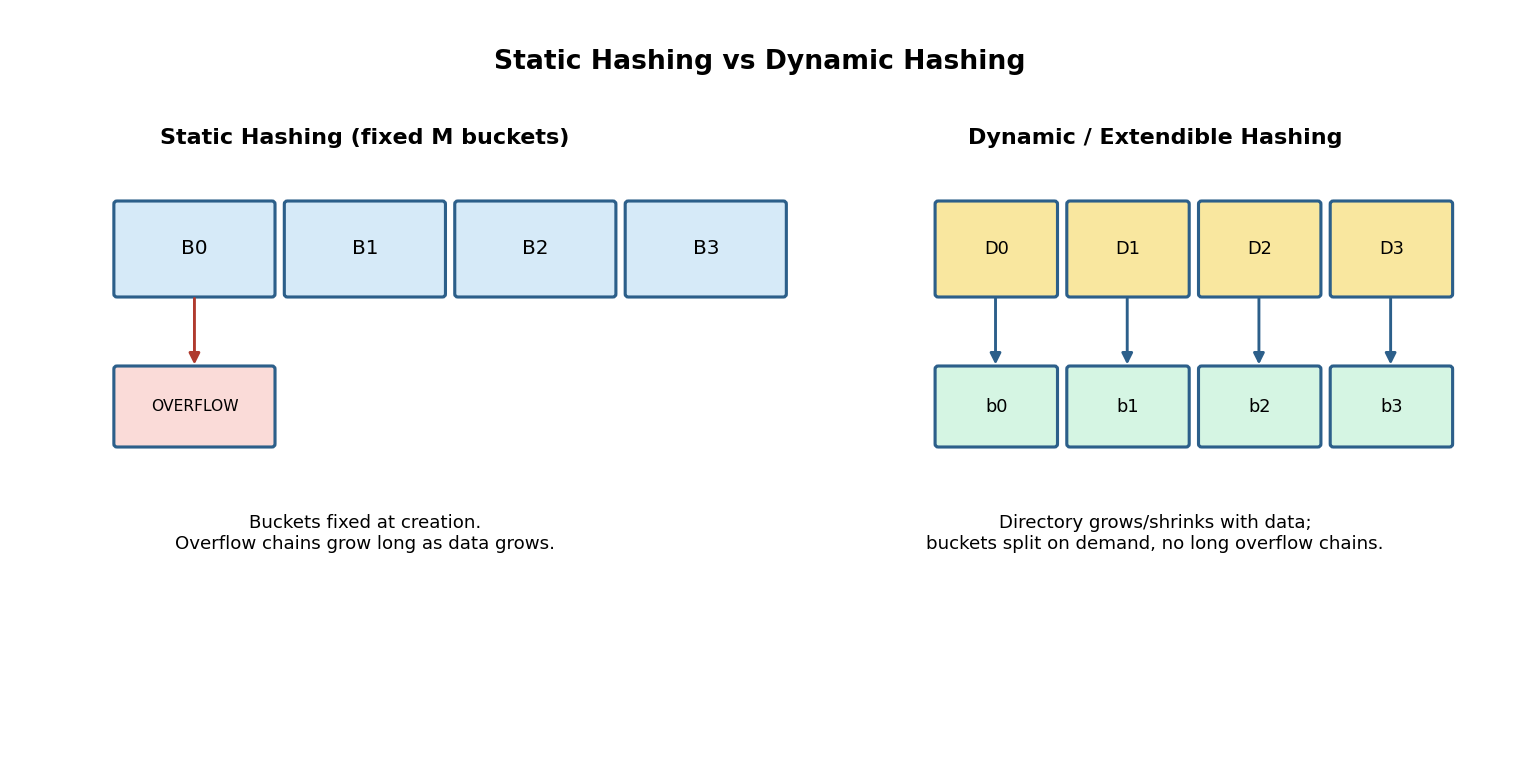 Static Hashing vs Dynamic Hashing
Static Hashing (fixed M buckets)
B0
B1
B2
B3
OVERFLOW
Buckets fixed at creation.
Overflow chains grow long as data grows.
Dynamic / Extendible Hashing
D0
D1
D2
D3
b0
b1
b2
b3
Directory grows/shrinks with data;
buckets split on demand, no long overflow chains.